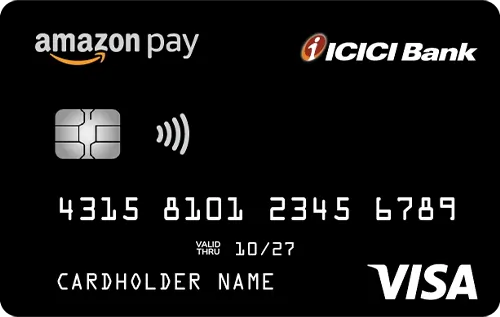 amazon pay
ICICI Bank
4315 8101 2345 6789
VALID THRU 10/27
CARDHOLDER NAME
VISA